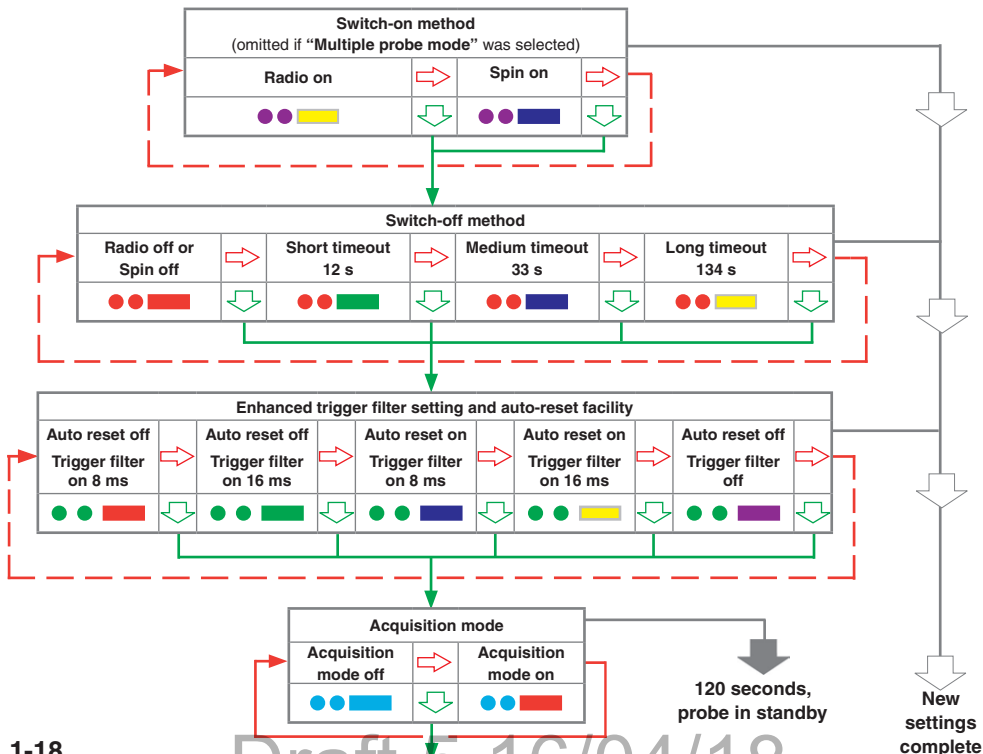 Switch-on method
(omitted if “Multiple probe mode” was selected)
Radio on
Spin on
Switch-off method
Radio off or
Spin off
Short timeout
12 s
Medium timeout
33 s
Long timeout
134 s
Enhanced trigger filter setting and auto-reset facility
Auto reset off
Trigger filter
on 8 ms
Auto reset off
Trigger filter
on 16 ms
Auto reset on
Trigger filter
on 8 ms
Auto reset on
Trigger filter
on 16 ms
Auto reset off
Trigger filter
off
Acquisition mode
Acquisition
mode off
Acquisition
mode on
120 seconds,
probe in standby
New
settings
complete
1-18
Draft 5 16/04/18